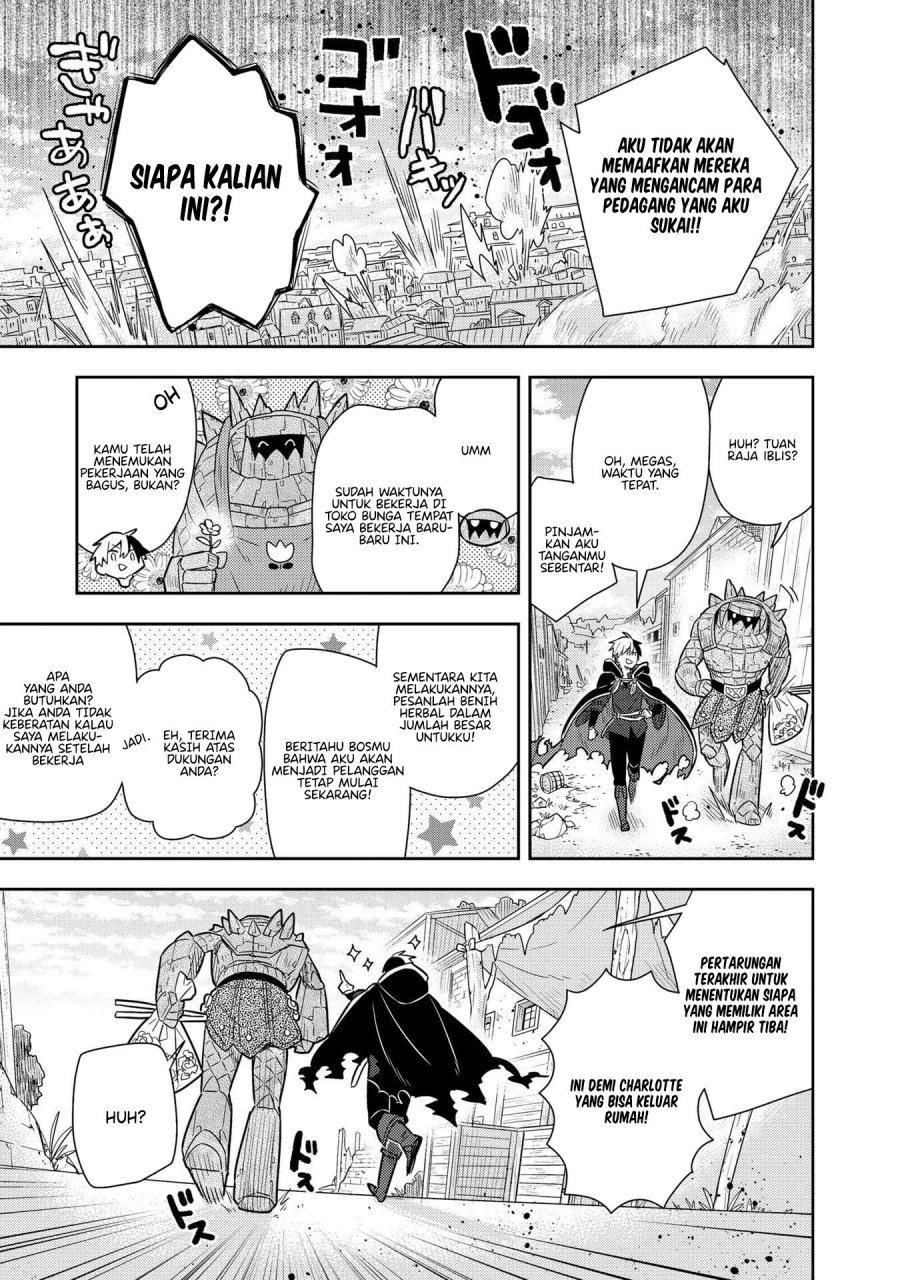 AKU TIDAK AKAN
MEMAAFKAN MEREKA
YANG MENGANCAM PARA
PEDAGANG YANG AKU
SUKAI!!
ドゴォ
バキッ
ゴォォォ
SIAPA KALIAN
INI?!
ぎゃあああぁ
HUH? TUAN
RAJA IBLIS?
OH, MEGAS,
WAKTU YANG
TEPAT.
PINJAM-
KAN AKU
TANGANMU
SEBENTAR!
ドス
ドス
UMM
SUDAH WAKTUNYA
UNTUK BEKERJA DI
TOKO BUNGA TEMPAT
SAYA BEKERJA BARU-
BARU INI.
OH
KAMU TELAH
MENEMUKAN
PEKERJAAN YANG
BAGUS, BUKAN?
SEMENTARA KITA
MELAKUKANNYA,
PESANLAH BENIH
HERBAL DALAM
JUMLAH BESAR
UNTUKKU!
BERITAHU BOSMU
BAHWA AKU AKAN
MENJADI PELANGGAN
TETAP MULAI
SEKARANG!
EH, TERIMA
KASIH ATAS
DUKUNGAN
ANDA?
JADI.
APA
YANG ANDA
BUTUHKAN?
JIKA ANDA TIDAK
KEBERATAN KALAU
SAYA MELAKU-
KANNYA SETELAH
BEKERJA
PERTARUNGAN
TERAKHIR UNTUK
MENENTUKAN SIAPA
YANG MEMILIKI AREA
INI HAMPIR TIBA!
INI DEMI CHARLOTTE
YANG BISA KELUAR
RUMAH!
HUH?
ドス
ドス